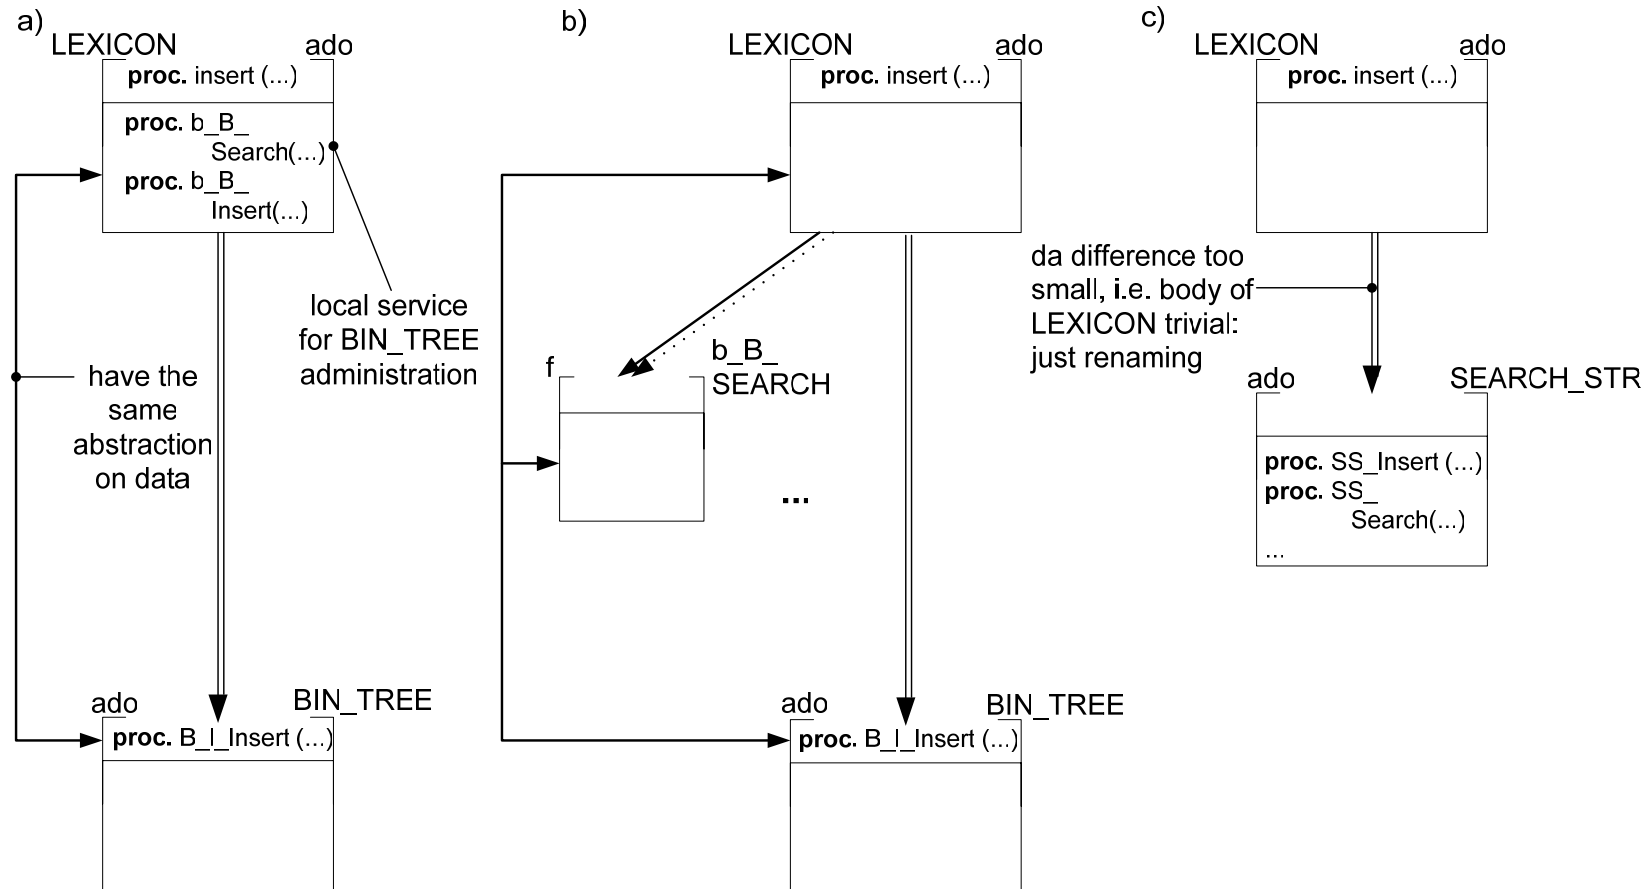 a)
LEXICON
ado
proc. insert (...)
proc. b_B_
Search(...)
proc. b_B_
Insert(...)
local service
for BIN_TREE
administration
have the
same
abstraction
on data
ado
BIN_TREE
proc. B_I_Insert (...)
b)
LEXICON
ado
proc. insert (...)
f
b_B_
SEARCH
...
ado
BIN_TREE
proc. B_I_Insert (...)
c)
LEXICON
ado
proc. insert (...)
da difference too
small, i.e. body of
LEXICON trivial:
just renaming
ado
SEARCH_STR
proc. SS_Insert (...)
proc. SS_
Search(...)
...